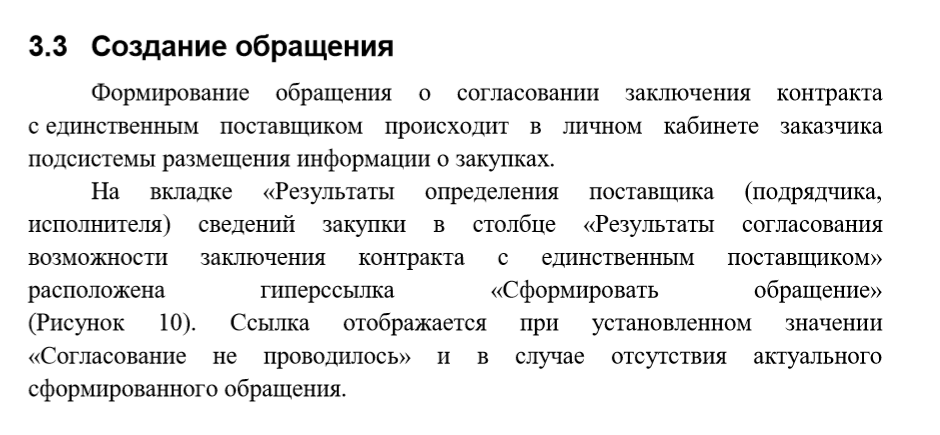 3.3 Создание обращения
Формирование обращения о согласовании заключения контракта
с единственным поставщиком происходит в личном кабинете заказчика
подсистемы размещения информации о закупках.
На вкладке «Результаты определения поставщика (подрядчика,
исполнителя) сведений закупки в столбце «Результаты согласования
возможности заключения контракта с единственным поставщиком»
расположена гиперссылка «Сформировать обращение»
(Рисунок 10). Ссылка отображается при установленном значении
«Согласование не проводилось» и в случае отсутствия актуального
сформированного обращения.